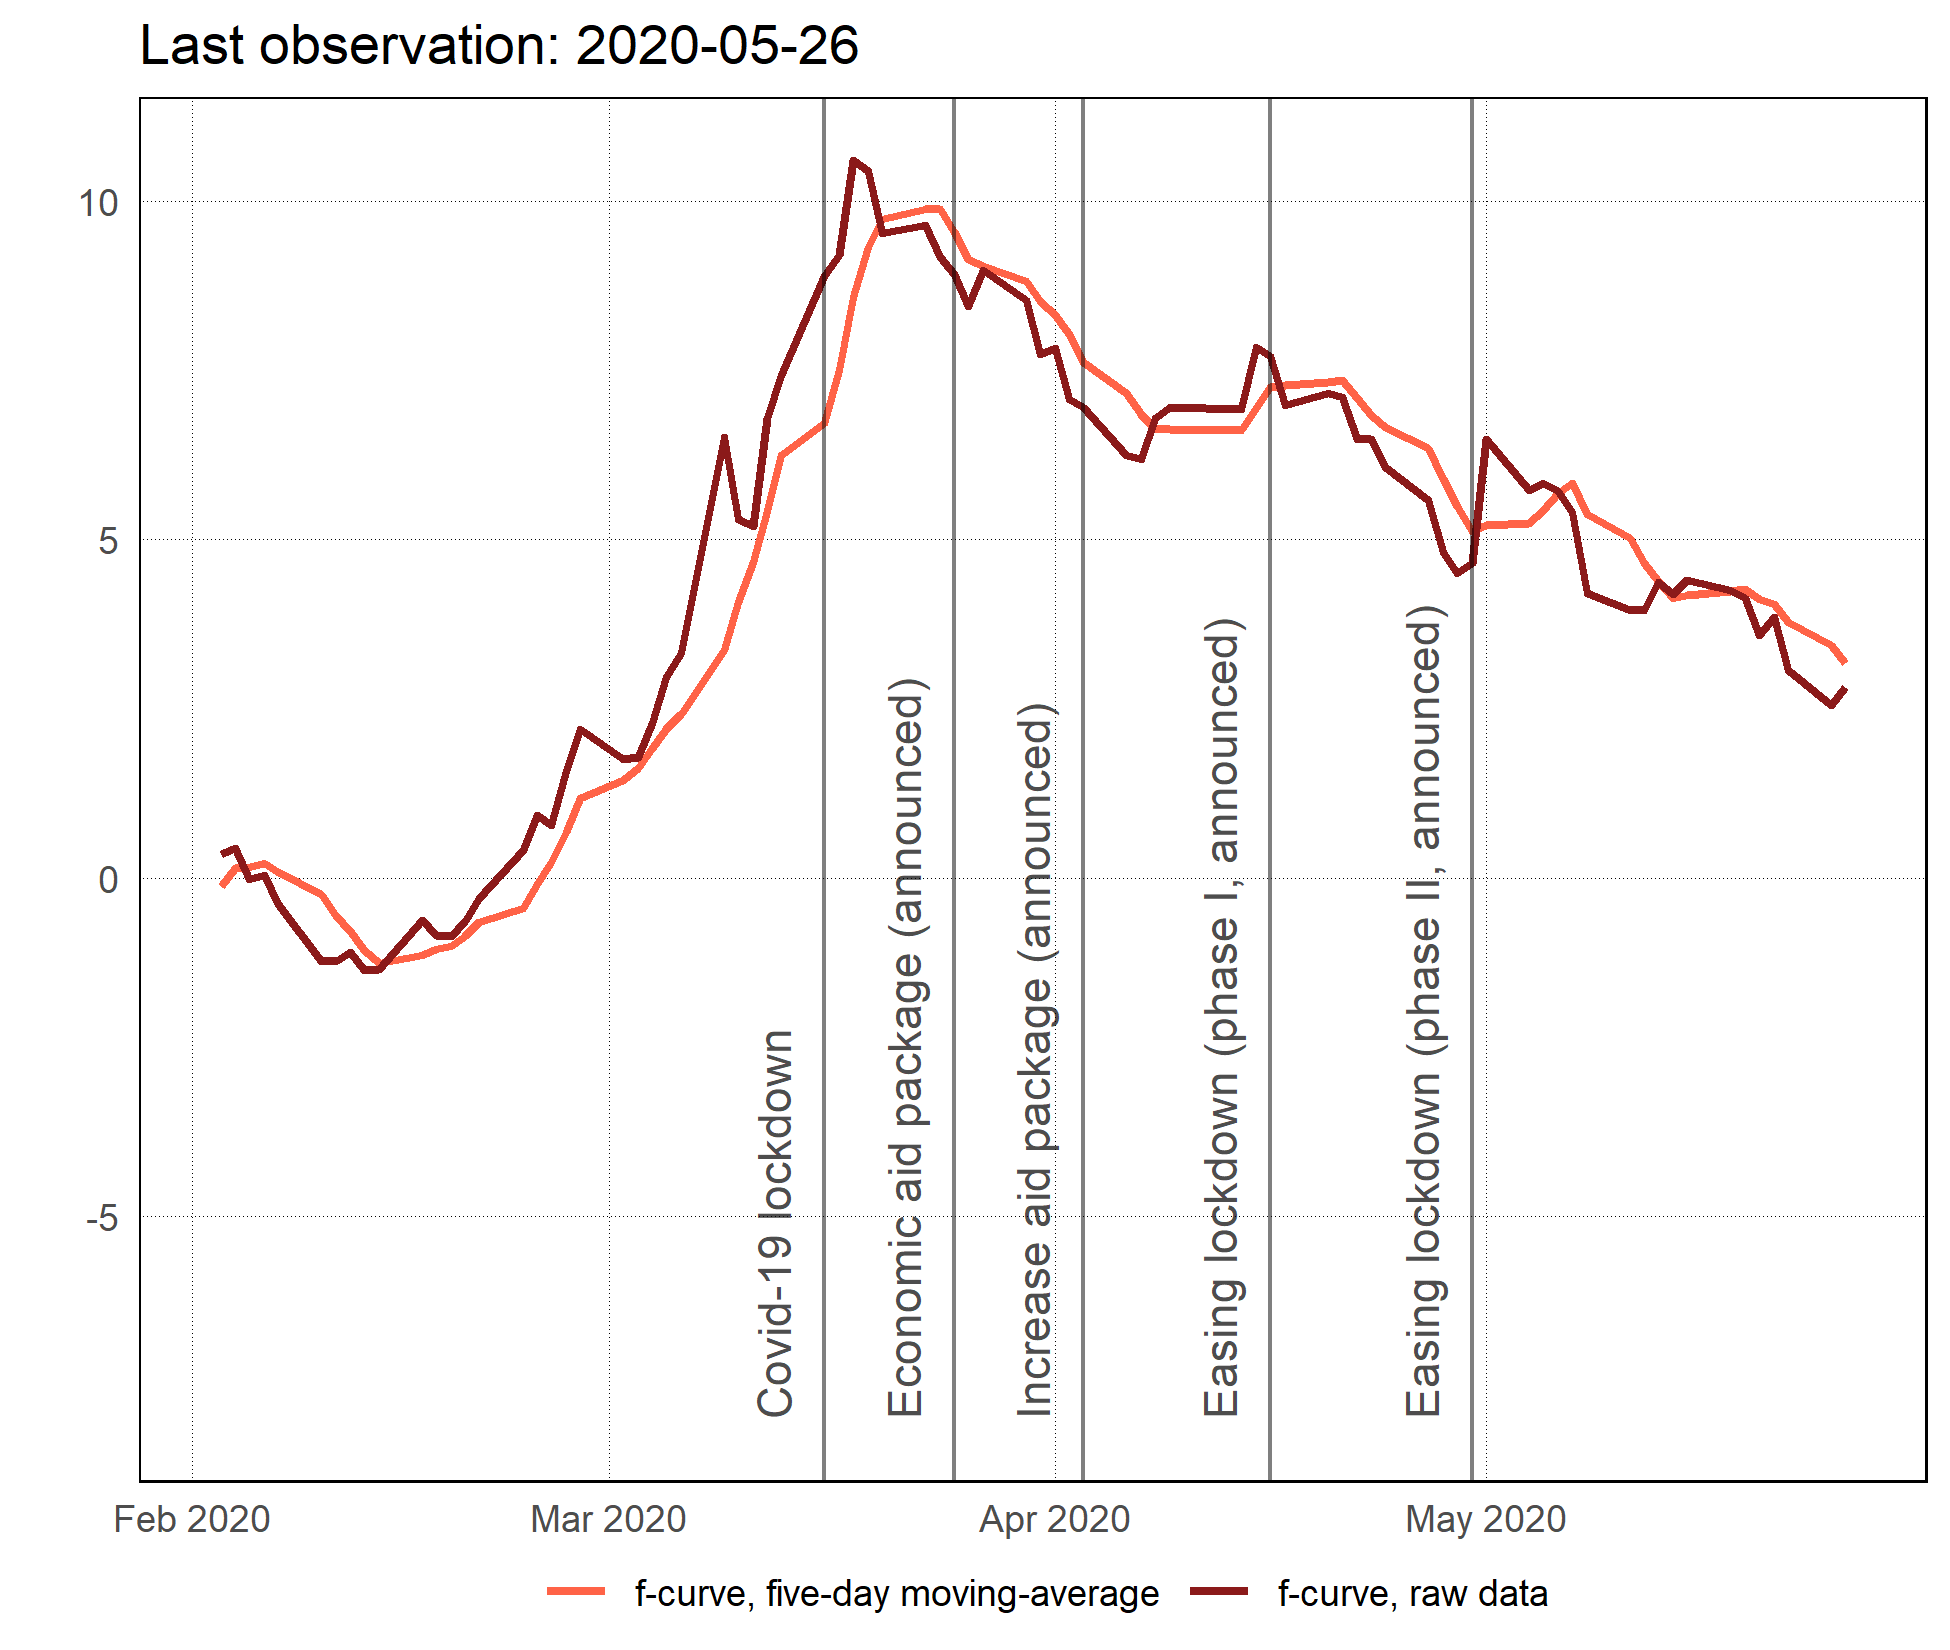 Last observation: 2020-05-26
10
5
0
-5
Covid-19 lockdown
Economic aid package (announced)
Increase aid package (announced)
Easing lockdown (phase I, announced)
Easing lockdown (phase II, announced)
Feb 2020
Mar 2020
Apr 2020
May 2020
f-curve, five-day moving-average
f-curve, raw data